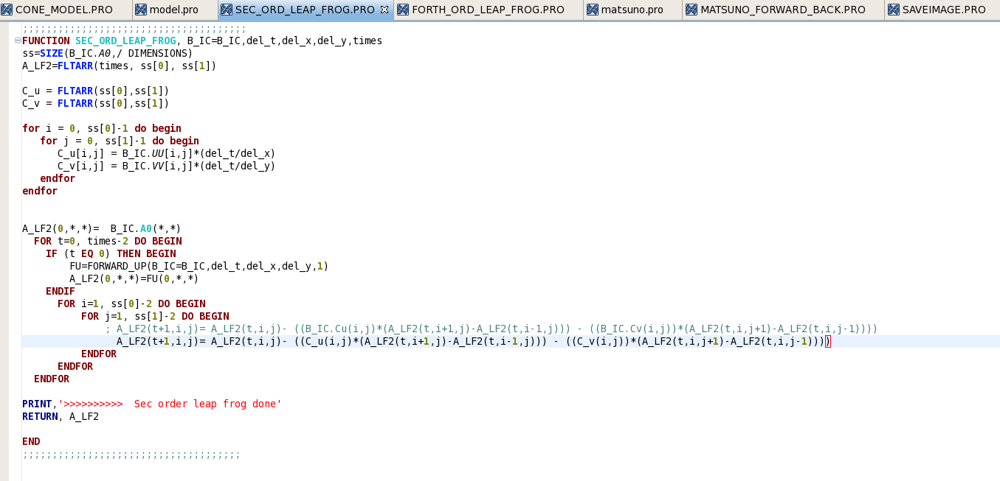 CONE_MODEL.PRO model.pro SEC_ORD_LEAP_FROG.PRO FORTH_ORD_LEAP_FROG.PRO matsuno.pro MATSUNO_FORWARD_BACK.PRO SAVEIMAGE.PRO
;;;;;;;;;;;;;;;;;;;;;;;;;;;;;;;;;;;;;;
FUNCTION SEC_ORD_LEAP_FROG, B_IC=B_IC,del_t,del_x,del_y,times
ss=SIZE(B_IC.A0,/ DIMENSIONS)
A_LF2=FLTARR(times, ss[0], ss[1])
C_u = FLTARR(ss[0],ss[1])
C_v = FLTARR(ss[0],ss[1])
for i = 0, ss[0]-1 do begin
for j = 0, ss[1]-1 do begin
C_u[i,j] = B_IC.UU[i,j]*(del_t/del_x)
C_v[i,j] = B_IC.VV[i,j]*(del_t/del_y)
endfor
endfor
A_LF2(0,*,*)=  B_IC.A0(*,*)
FOR t=0, times-2 DO BEGIN
IF (t EQ 0) THEN BEGIN
FU=FORWARD_UP(B_IC=B_IC,del_t,del_x,del_y,1)
A_LF2(0,*,*)=FU(0,*,*)
ENDIF
FOR i=1, ss[0]-2 DO BEGIN
FOR j=1, ss[1]-2 DO BEGIN
; A_LF2(t+1,i,j)= A_LF2(t,i,j)- ((B_IC.Cu(i,j)*(A_LF2(t,i+1,j)-A_LF2(t,i-1,j))) - ((B_IC.Cv(i,j))*(A_LF2(t,i,j+1)-A_LF2(t,i,j-1))))
A_LF2(t+1,i,j)= A_LF2(t,i,j)- ((C_u(i,j)*(A_LF2(t,i+1,j)-A_LF2(t,i-1,j))) - ((C_v(i,j))*(A_LF2(t,i,j+1)-A_LF2(t,i,j-1))))
ENDFOR
ENDFOR
ENDFOR
PRINT,'>>>>>>>>>>  Sec order leap frog done'
RETURN, A_LF2
END
;;;;;;;;;;;;;;;;;;;;;;;;;;;;;;;;;;;;;